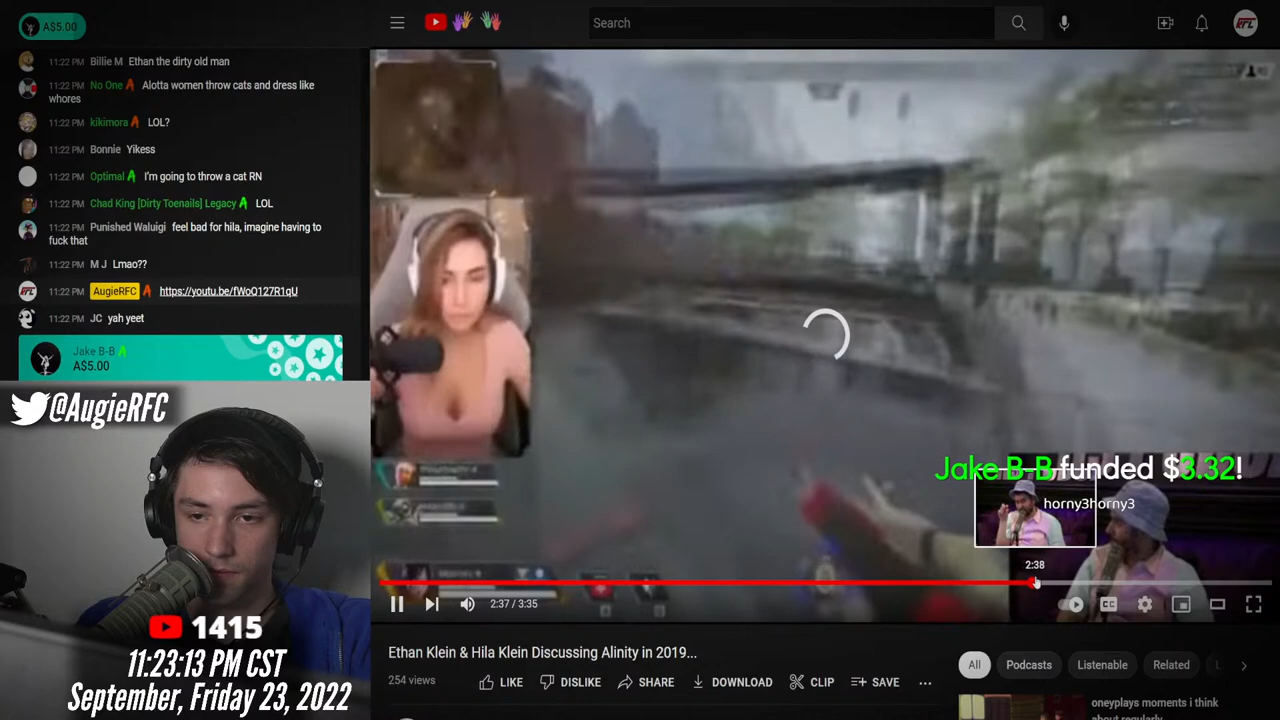 A$5.00
Search
RFC
11:22 PM Billie M Ethan the dirty old man
11:22 PM No One Alotta women throw cats and dress like
whores
11:22 PM kikimora LOL?
11:22 PM Bonnie Yikess
11:22 PM Optimal I'm going to throw a cat RN
11:22 PM Chad King [Dirty Toenails] Legacy LOL
11:22 PM Punished Waluigi feel bad for hila, imagine having to
fuck that
11:22 PM M J Lmao??
11:22 PM AugieRFC https://youtu.be/fWoQ127R1qU
11:22 PM JC yah yeet
Jake B-B
A$5.00
@AugieRFC
1415
11:23:13 PM CST
September, Friday 23, 2022
Jake B-B funded $3.32!
horny3horny3
2:38
2:37 / 3:35
CC
Ethan Klein & Hila Klein Discussing Alinity in 2019...
254 views
LIKE
DISLIKE
SHARE
DOWNLOAD
CLIP
SAVE
All
Podcasts
Listenable
Related
oneyplays moments i think
about regularly